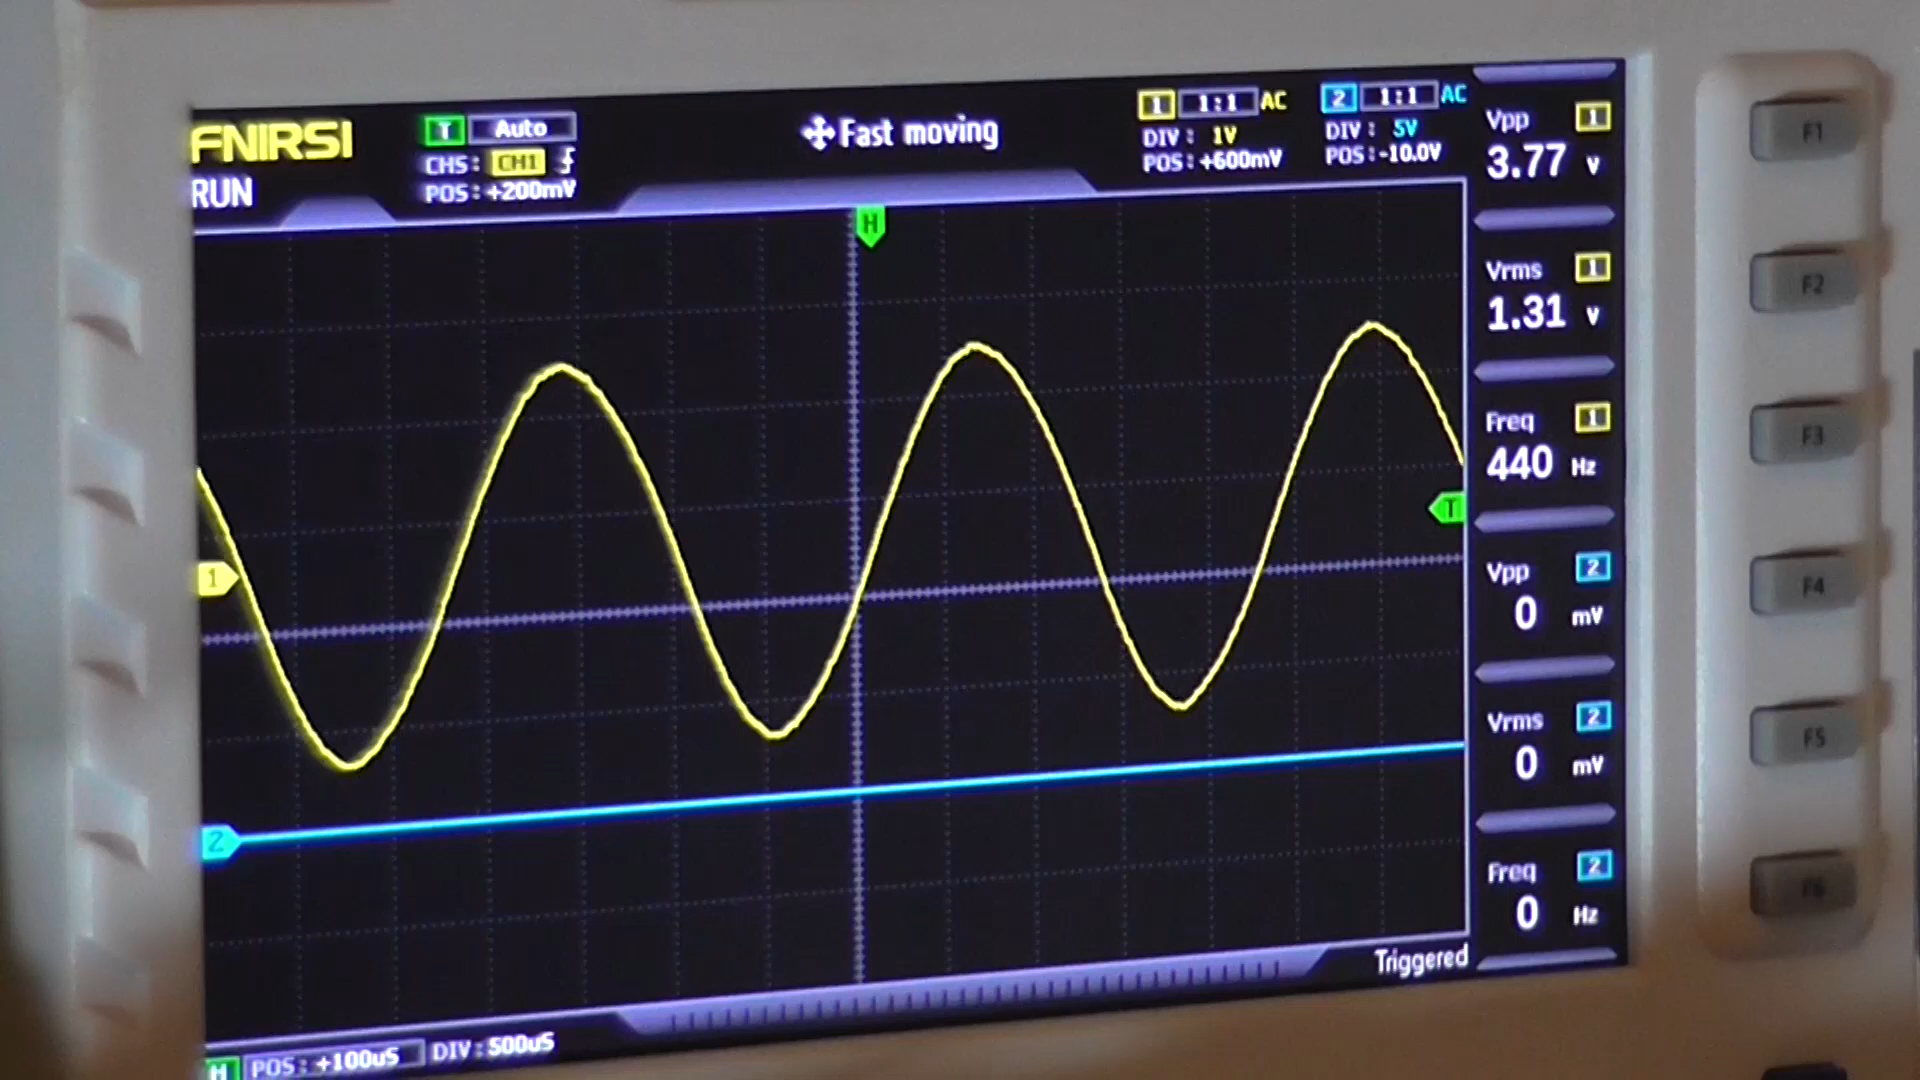 FNIRSI
RUN
T Auto
CHS: CH1
POS: +200mV
Fast moving
1 1:1 AC
DIV: 1V
POS: +600mV
2 1:1 AC
DIV: 5V
POS: -10.0V
H
T
1
2
Vpp 1
3.77 V
Vrms 1
1.31 V
Freq 1
440 Hz
Vpp 2
0 mV
Vrms 2
0 mV
Freq 2
0 Hz
Triggered
H POS: +100uS DIV: 500uS
F1
F2
F3
F4
F5
F6